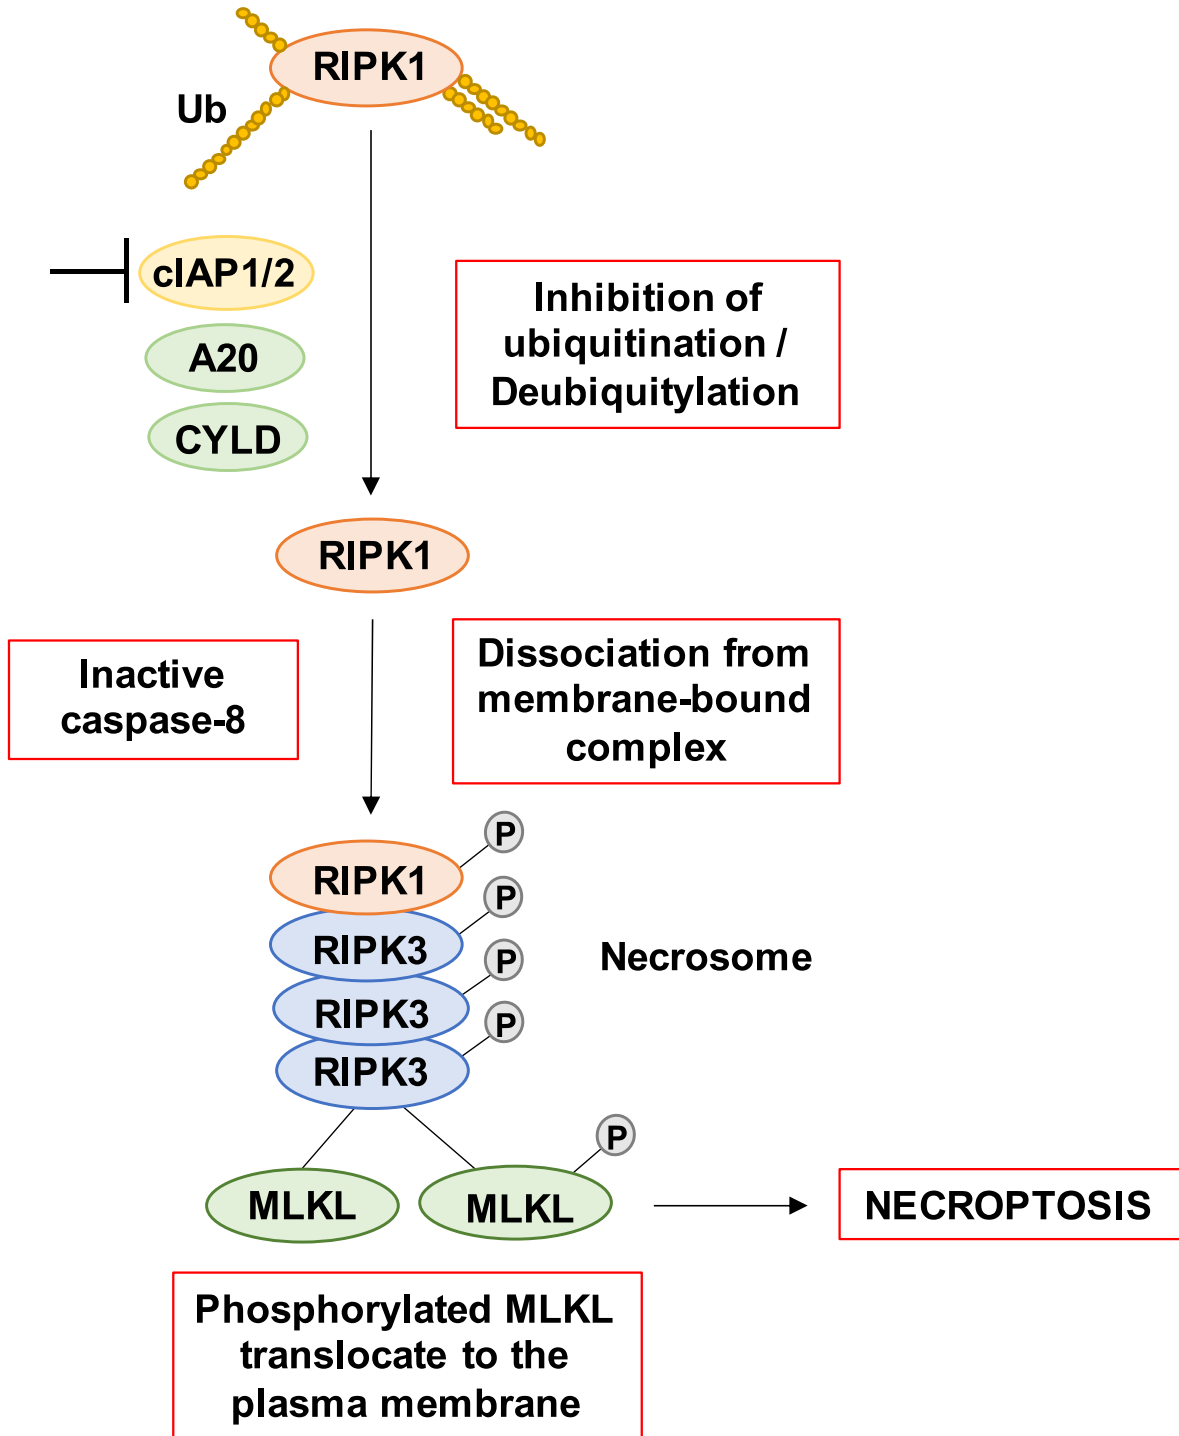 RIPK1
Ub
cIAP1/2
A20
CYLD
Inhibition of
ubiquitination /
Deubiquitylation
RIPK1
Inactive
caspase-8
Dissociation from
membrane-bound
complex
P
RIPK1
P
RIPK3
P
RIPK3
P
RIPK3
Necrosome
P
MLKL
MLKL
NECROPTOSIS
Phosphorylated MLKL
translocate to the
plasma membrane